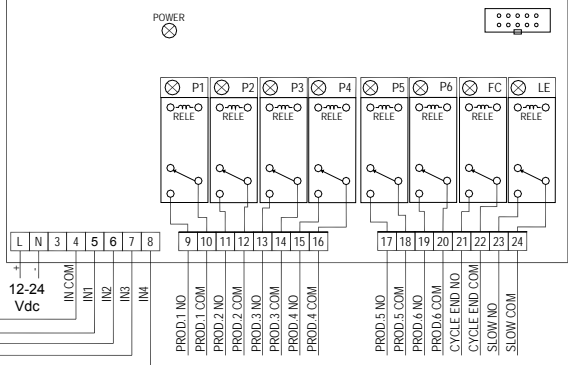 POWER
P1 P2 P3 P4 P5 P6 FC LE
RELE RELE RELE RELE RELE RELE RELE RELE
L N 3 4 5 6 7 8
9 10 11 12 13 14 15 16
17 18 19 20 21 22 23 24
+ -
12-24
Vdc
IN COM
IN1
IN2
IN3
IN4
PROD.1 NO
PROD.1 COM
PROD.2 NO
PROD.2 COM
PROD.3 NO
PROD.3 COM
PROD.4 NO
PROD.4 COM
PROD.5 NO
PROD.5 COM
PROD.6 NO
PROD.6 COM
CYCLE END NO
CYCLE END COM
SLOW NO
SLOW COM